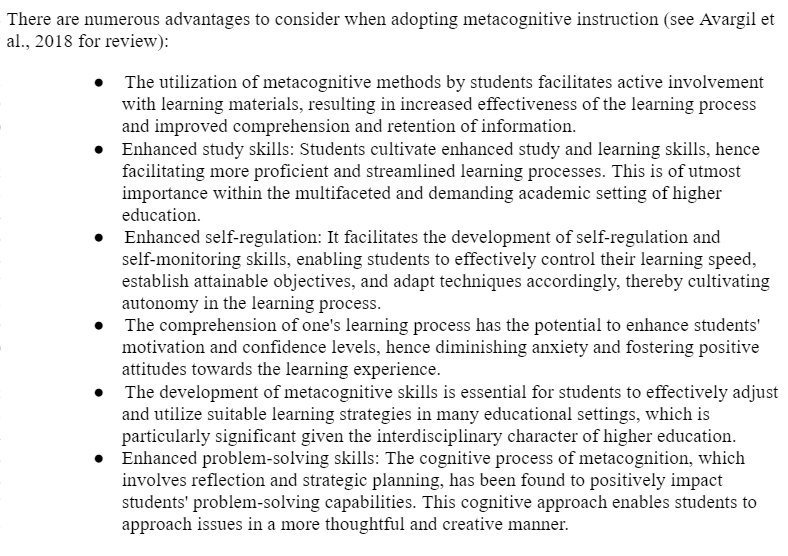 There are numerous advantages to consider when adopting metacognitive instruction (see Avargil et
al., 2018 for review):
● The utilization of metacognitive methods by students facilitates active involvement
with learning materials, resulting in increased effectiveness of the learning process
and improved comprehension and retention of information.
● Enhanced study skills: Students cultivate enhanced study and learning skills, hence
facilitating more proficient and streamlined learning processes. This is of utmost
importance within the multifaceted and demanding academic setting of higher
education.
● Enhanced self-regulation: It facilitates the development of self-regulation and
self-monitoring skills, enabling students to effectively control their learning speed,
establish attainable objectives, and adapt techniques accordingly, thereby cultivating
autonomy in the learning process.
● The comprehension of one's learning process has the potential to enhance students'
motivation and confidence levels, hence diminishing anxiety and fostering positive
attitudes towards the learning experience.
● The development of metacognitive skills is essential for students to effectively adjust
and utilize suitable learning strategies in many educational settings, which is
particularly significant given the interdisciplinary character of higher education.
● Enhanced problem-solving skills: The cognitive process of metacognition, which
involves reflection and strategic planning, has been found to positively impact
students' problem-solving capabilities. This cognitive approach enables students to
approach issues in a more thoughtful and creative manner.